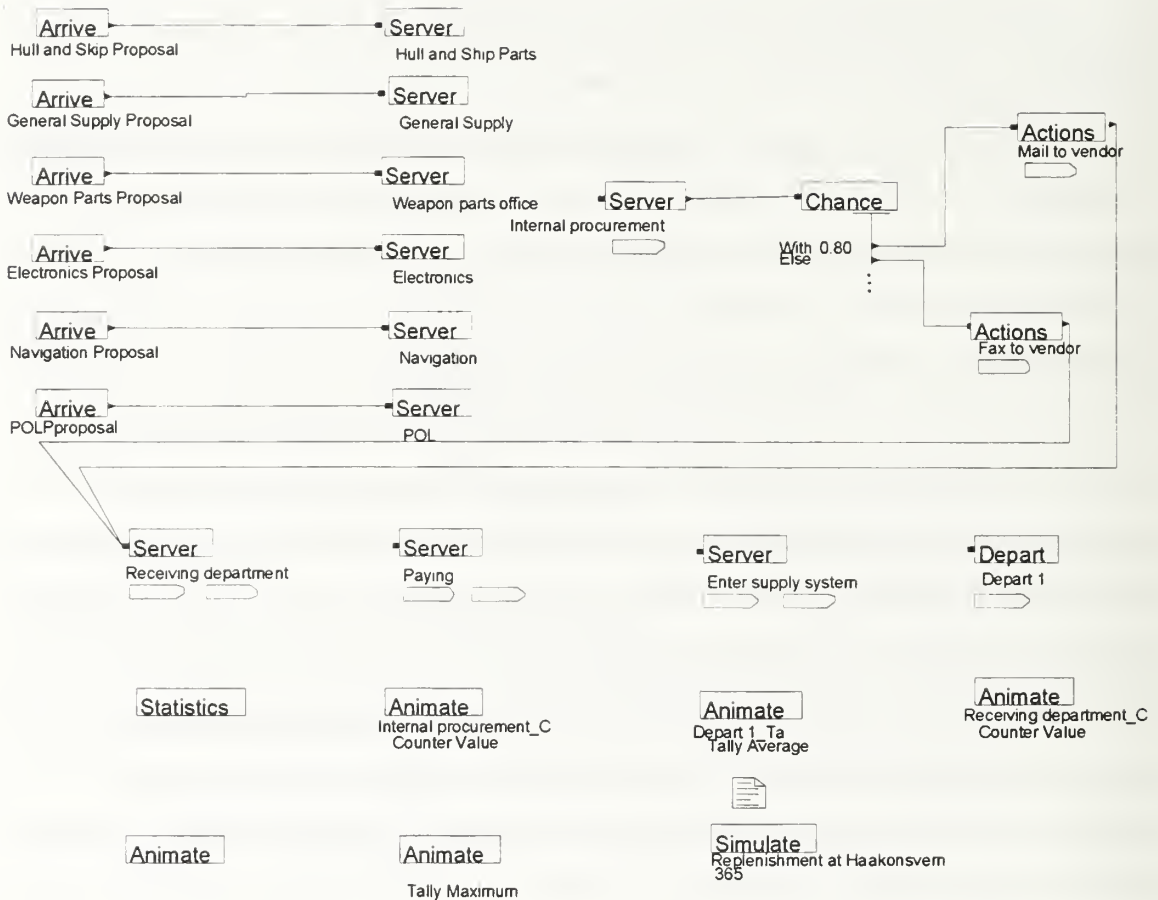 Arrive
Hull and Skip Proposal
Server
Hull and Ship Parts
Arrive
General Supply Proposal
Server
General Supply
Arrive
Weapon Parts Proposal
Server
Weapon parts office
Arrive
Electronics Proposal
Server
Electronics
Arrive
Navigation Proposal
Server
Navigation
Arrive
POLPproposal
Server
POL
Server
Internal procurement
Chance
With 0.80
Else
Actions
Mail to vendor
Actions
Fax to vendor
Server
Receiving department
Server
Paying
Server
Enter supply system
Depart
Depart 1
Statistics
Animate
Internal procurement_C
Counter Value
Animate
Depart 1_Ta
Tally Average
Animate
Receiving department_C
Counter Value
Animate
Animate
Tally Maximum
Simulate
Replenishment at Haakonsvern
365